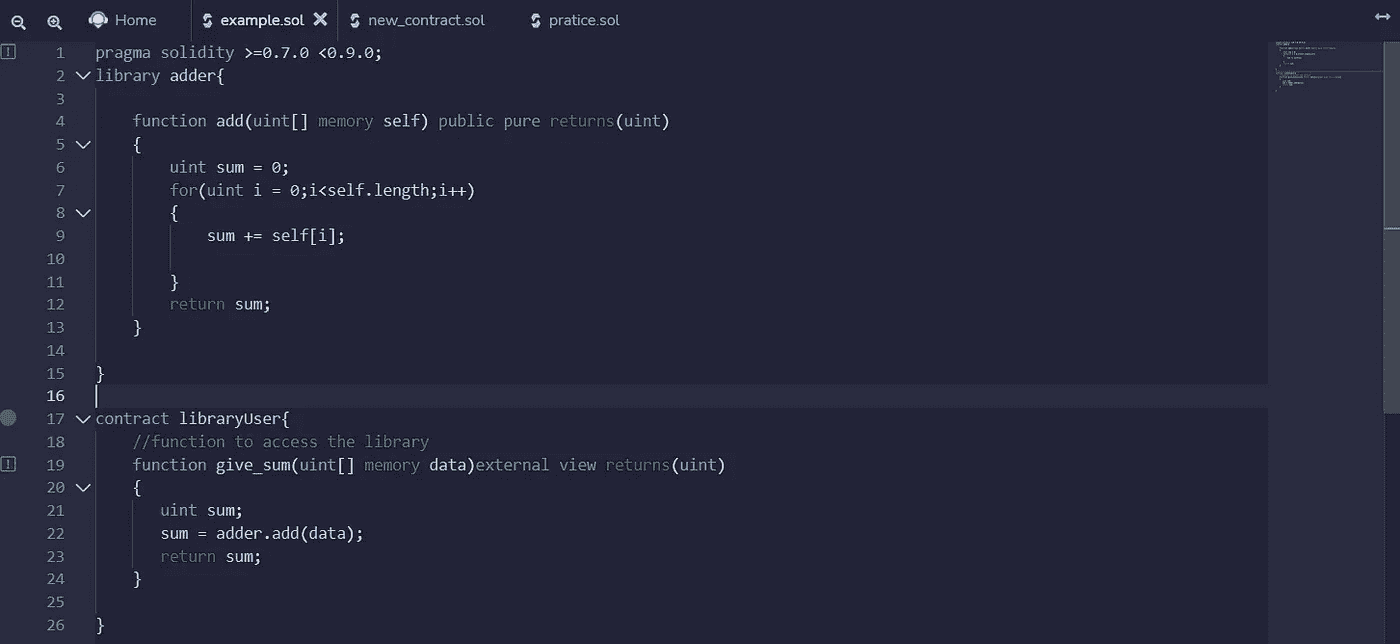 Home example.sol new_contract.sol pratice.sol
1 pragma solidity >=0.7.0 <0.9.0;
2 library adder{
3
4 function add(uint[] memory self) public pure returns(uint)
5 {
6 uint sum = 0;
7 for(uint i = 0;i<self.length;i++)
8 {
9 sum += self[i];
10
11 }
12 return sum;
13 }
14
15 }
16
17 contract libraryUser{
18 //function to access the library
19 function give_sum(uint[] memory data)external view returns(uint)
20 {
21 uint sum;
22 sum = adder.add(data);
23 return sum;
24 }
25
26 }